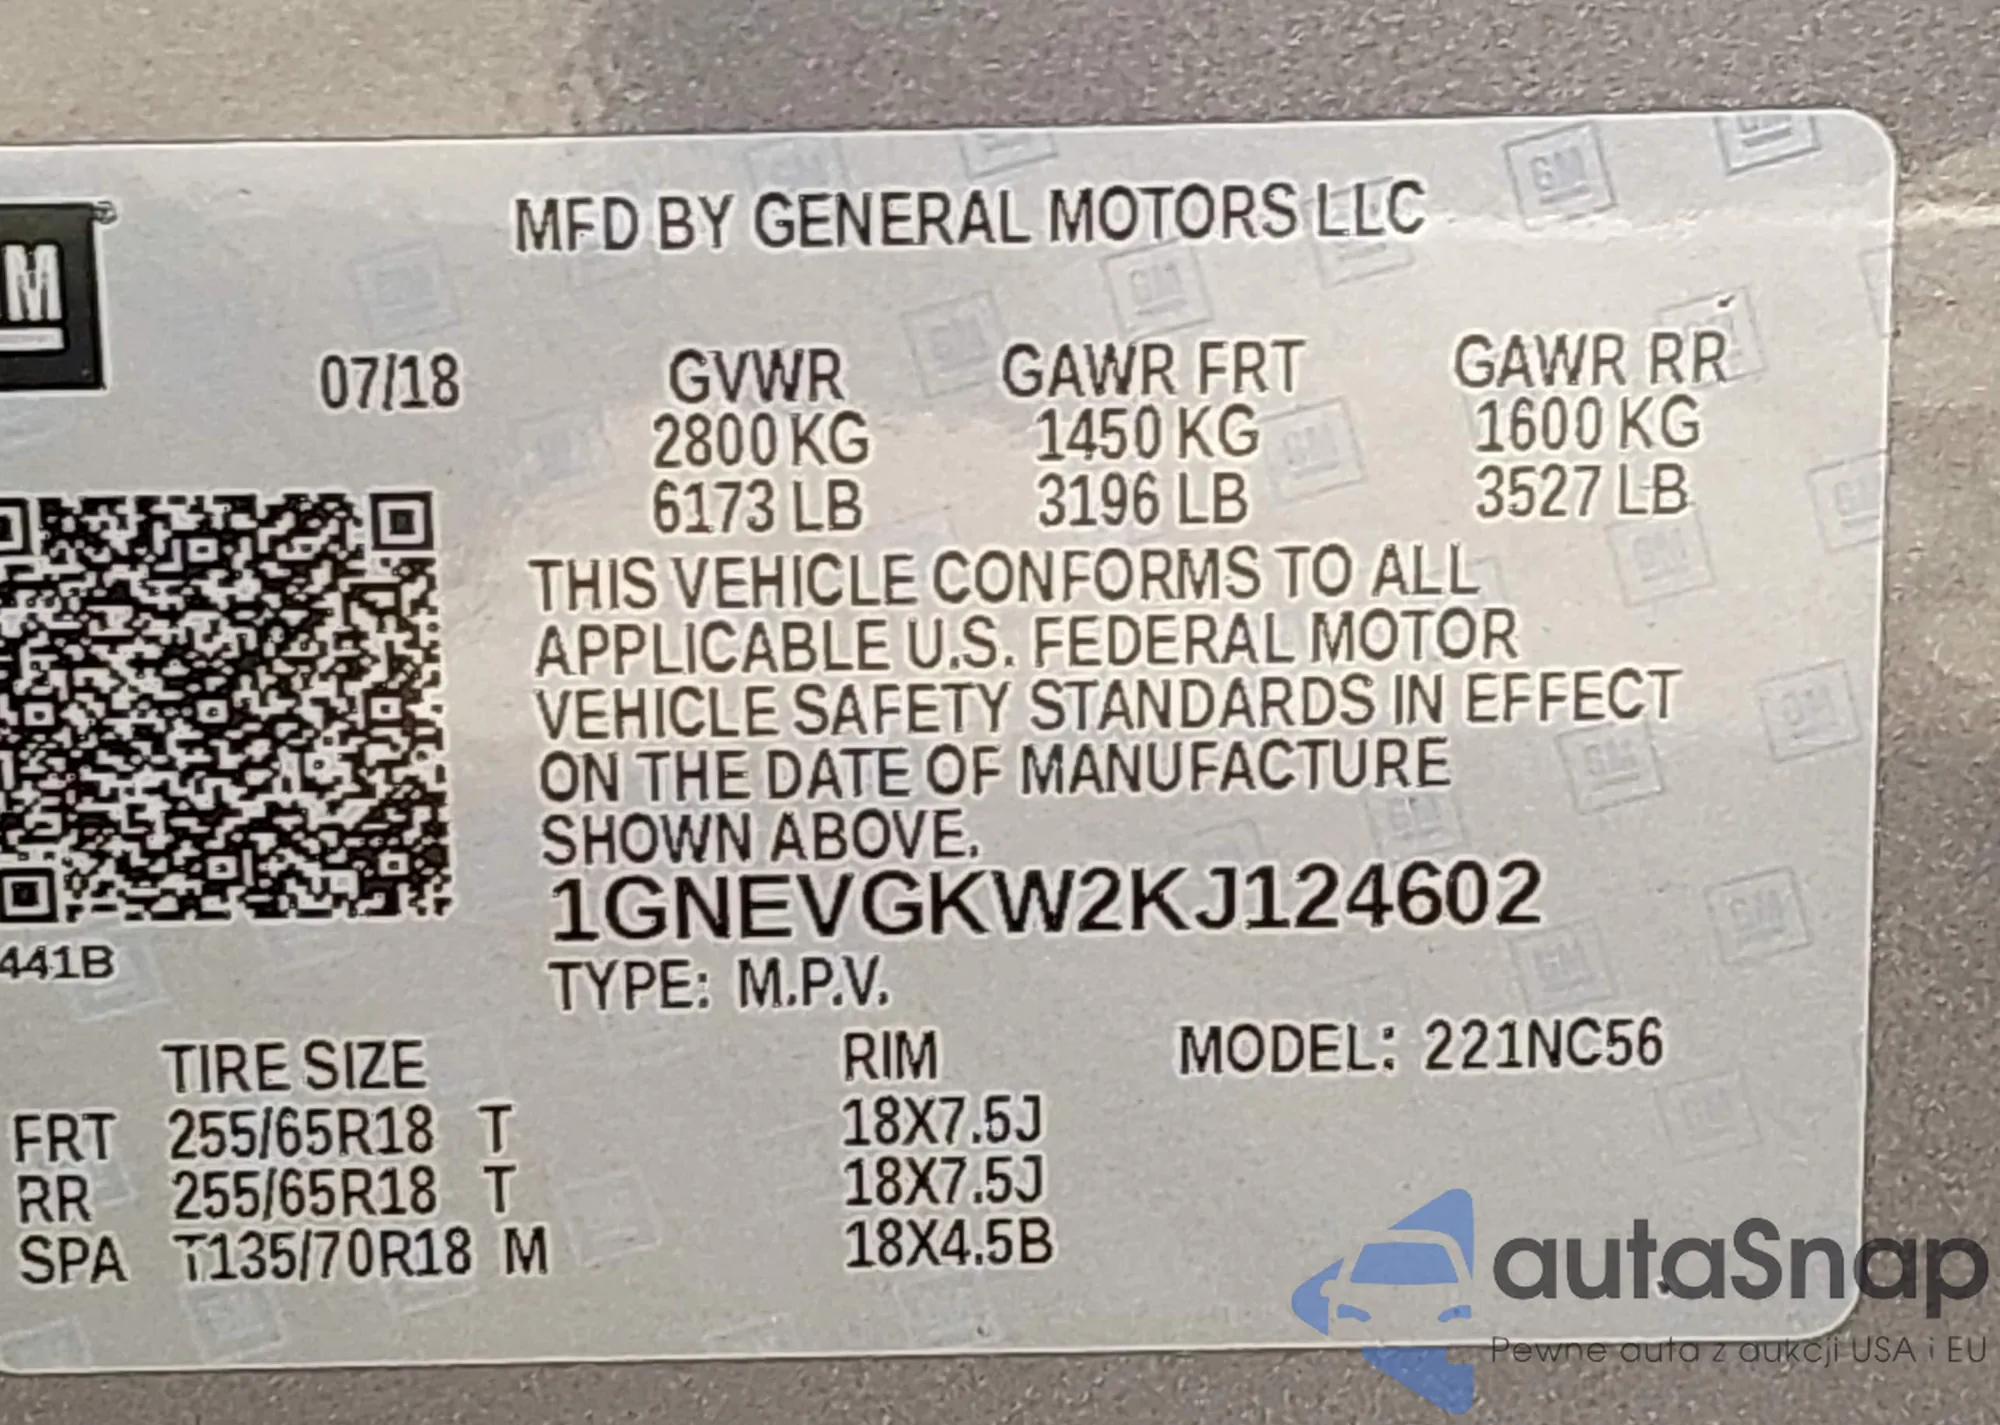 MFD BY GENERAL MOTORS LLC
M
07/18 GVWR GAWR FRT GAWR RR
2800 KG 1450 KG 1600 KG
6173 LB 3196 LB 3527 LB
THIS VEHICLE CONFORMS TO ALL
APPLICABLE U.S. FEDERAL MOTOR
VEHICLE SAFETY STANDARDS IN EFFECT
ON THE DATE OF MANUFACTURE
SHOWN ABOVE.
1GNEVGKW2KJ124602
441B
TYPE: M.P.V.
TIRE SIZE RIM MODEL: 221NC56
FRT 255/65R18 T 18X7.5J
RR 255/65R18 T 18X7.5J
SPA T135/70R18 M 18X4.5B
autaSnap
Pewne auta z aukcji USA i EU